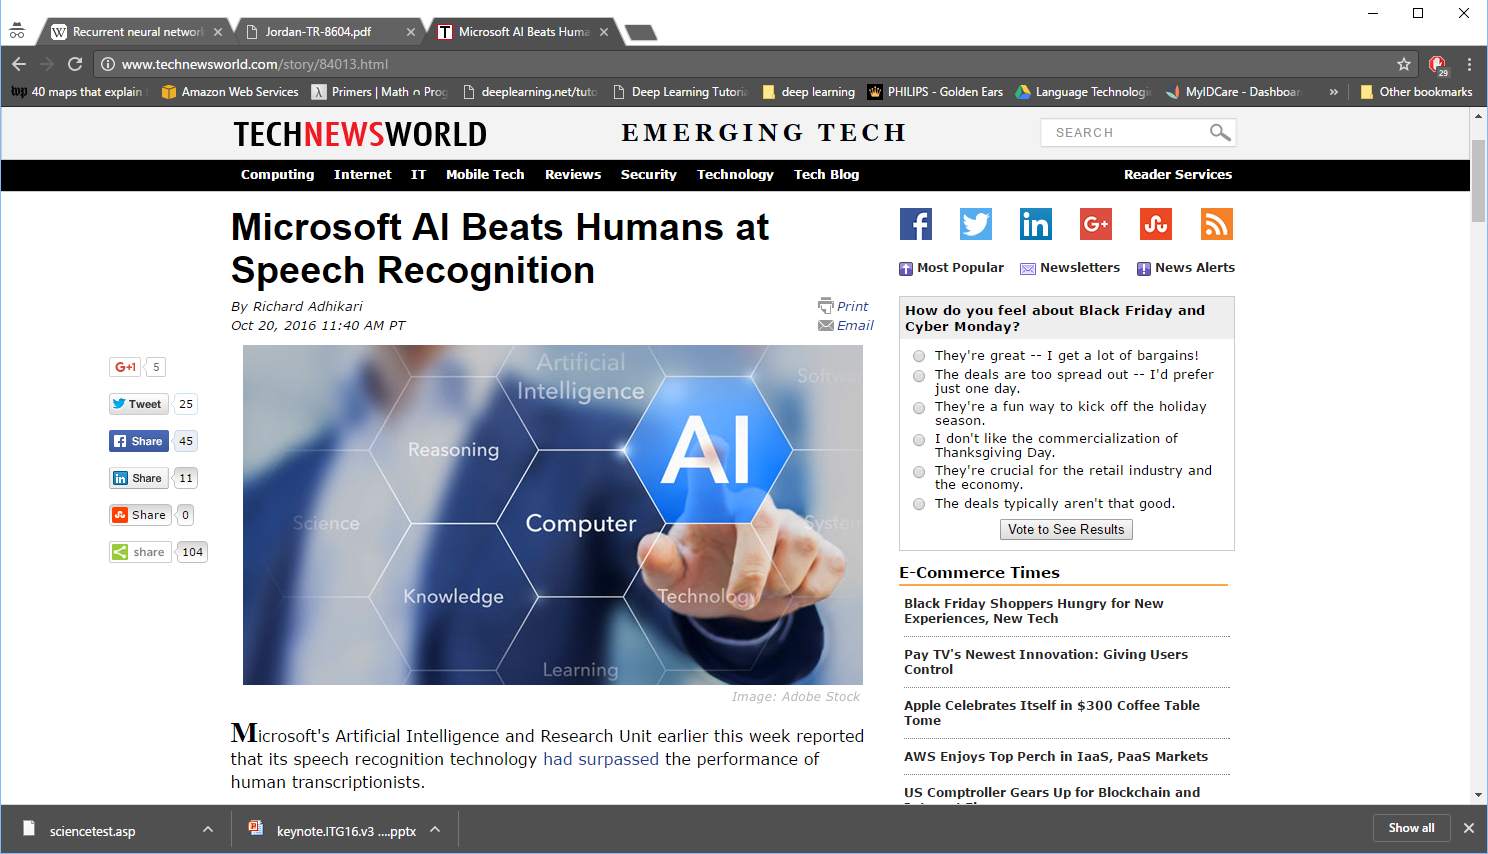 Recurrent neural network
Jordan-TR-8604.pdf
Microsoft AI Beats Huma
www.technewsworld.com/story/84013.html
29
40 maps that explain
Amazon Web Services
Primers | Math ∩ Prog
deeplearning.net/tuto
Deep Learning Tutoria
deep learning
PHILIPS - Golden Ears
Language Technologie
MyIDCare - Dashboar
»
Other bookmarks
TECHNEWSWORLD
EMERGING TECH
SEARCH
Computing Internet IT Mobile Tech Reviews Security Technology Tech Blog Reader Services
Microsoft AI Beats Humans at
Speech Recognition
By Richard Adhikari
Oct 20, 2016 11:40 AM PT
Print
Email
G+1 5
Tweet 25
Share 45
Share 11
Share 0
share 104
Artificial
Intelligence
Softwa
Reasoning
AI
Science
Computer
System
Knowledge
Technology
Learning
Image: Adobe Stock
Microsoft's Artificial Intelligence and Research Unit earlier this week reported
that its speech recognition technology had surpassed the performance of
human transcriptionists.
Most Popular
Newsletters
News Alerts
How do you feel about Black Friday and
Cyber Monday?
They're great -- I get a lot of bargains!
The deals are too spread out -- I'd prefer
just one day.
They're a fun way to kick off the holiday
season.
I don't like the commercialization of
Thanksgiving Day.
They're crucial for the retail industry and
the economy.
The deals typically aren't that good.
Vote to See Results
E-Commerce Times
Black Friday Shoppers Hungry for New
Experiences, New Tech
Pay TV's Newest Innovation: Giving Users
Control
Apple Celebrates Itself in $300 Coffee Table
Tome
AWS Enjoys Top Perch in IaaS, PaaS Markets
US Comptroller Gears Up for Blockchain and
sciencetest.asp
keynote.ITG16.v3 ....pptx
Show all